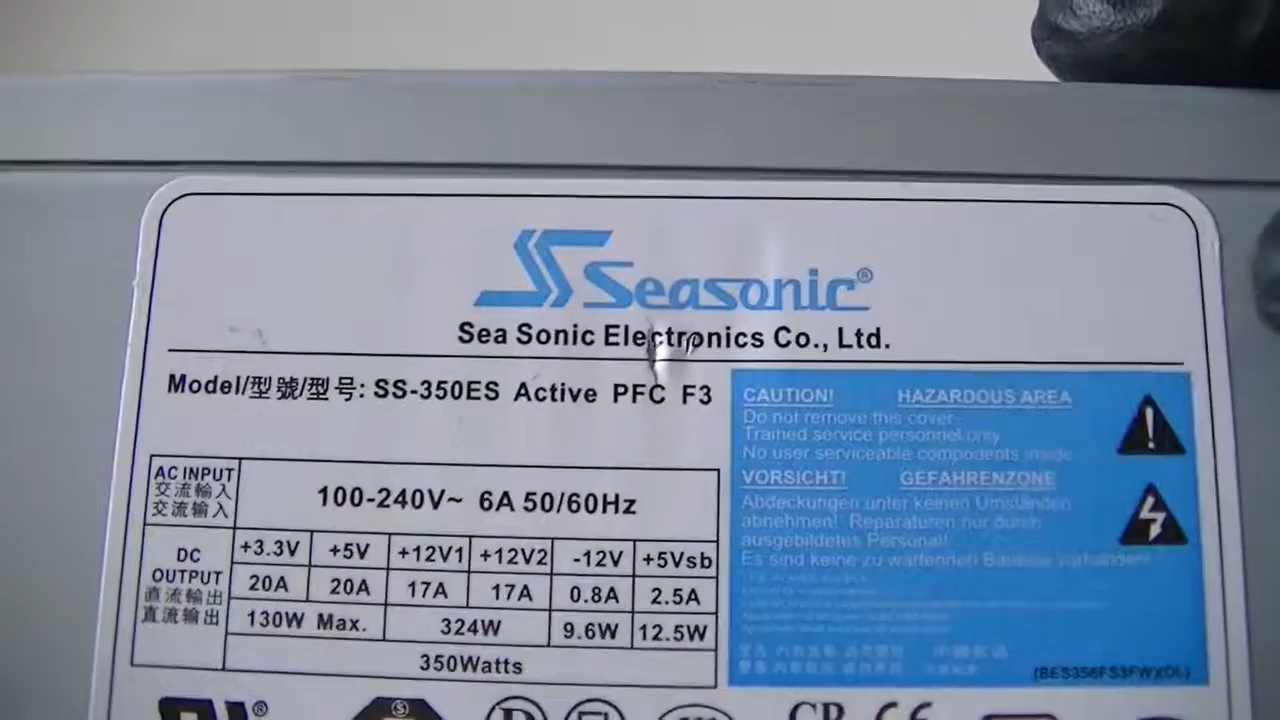 Seasonic®
Sea Sonic Electronics Co., Ltd.
Model/型號/型号: SS-350ES Active PFC F3
AC INPUT
交流輸入
交流输入
100-240V~ 6A 50/60Hz
DC
OUTPUT
直流輸出
直流输出
+3.3V +5V +12V1 +12V2 -12V +5Vsb
20A 20A 17A 17A 0.8A 2.5A
130W Max. 324W 9.6W 12.5W
350Watts
CAUTION! HAZARDOUS AREA
Do not remove this cover
Trained service personnel only
No user serviceable components inside
VORSICHT! GEFAHRENZONE
Abdeckungen unter keinen Umständen
abnehmen! Reparaturen nur durch
ausgebildetes Personal!
Es sind keine zu wartenden Bauteile vorhanden!